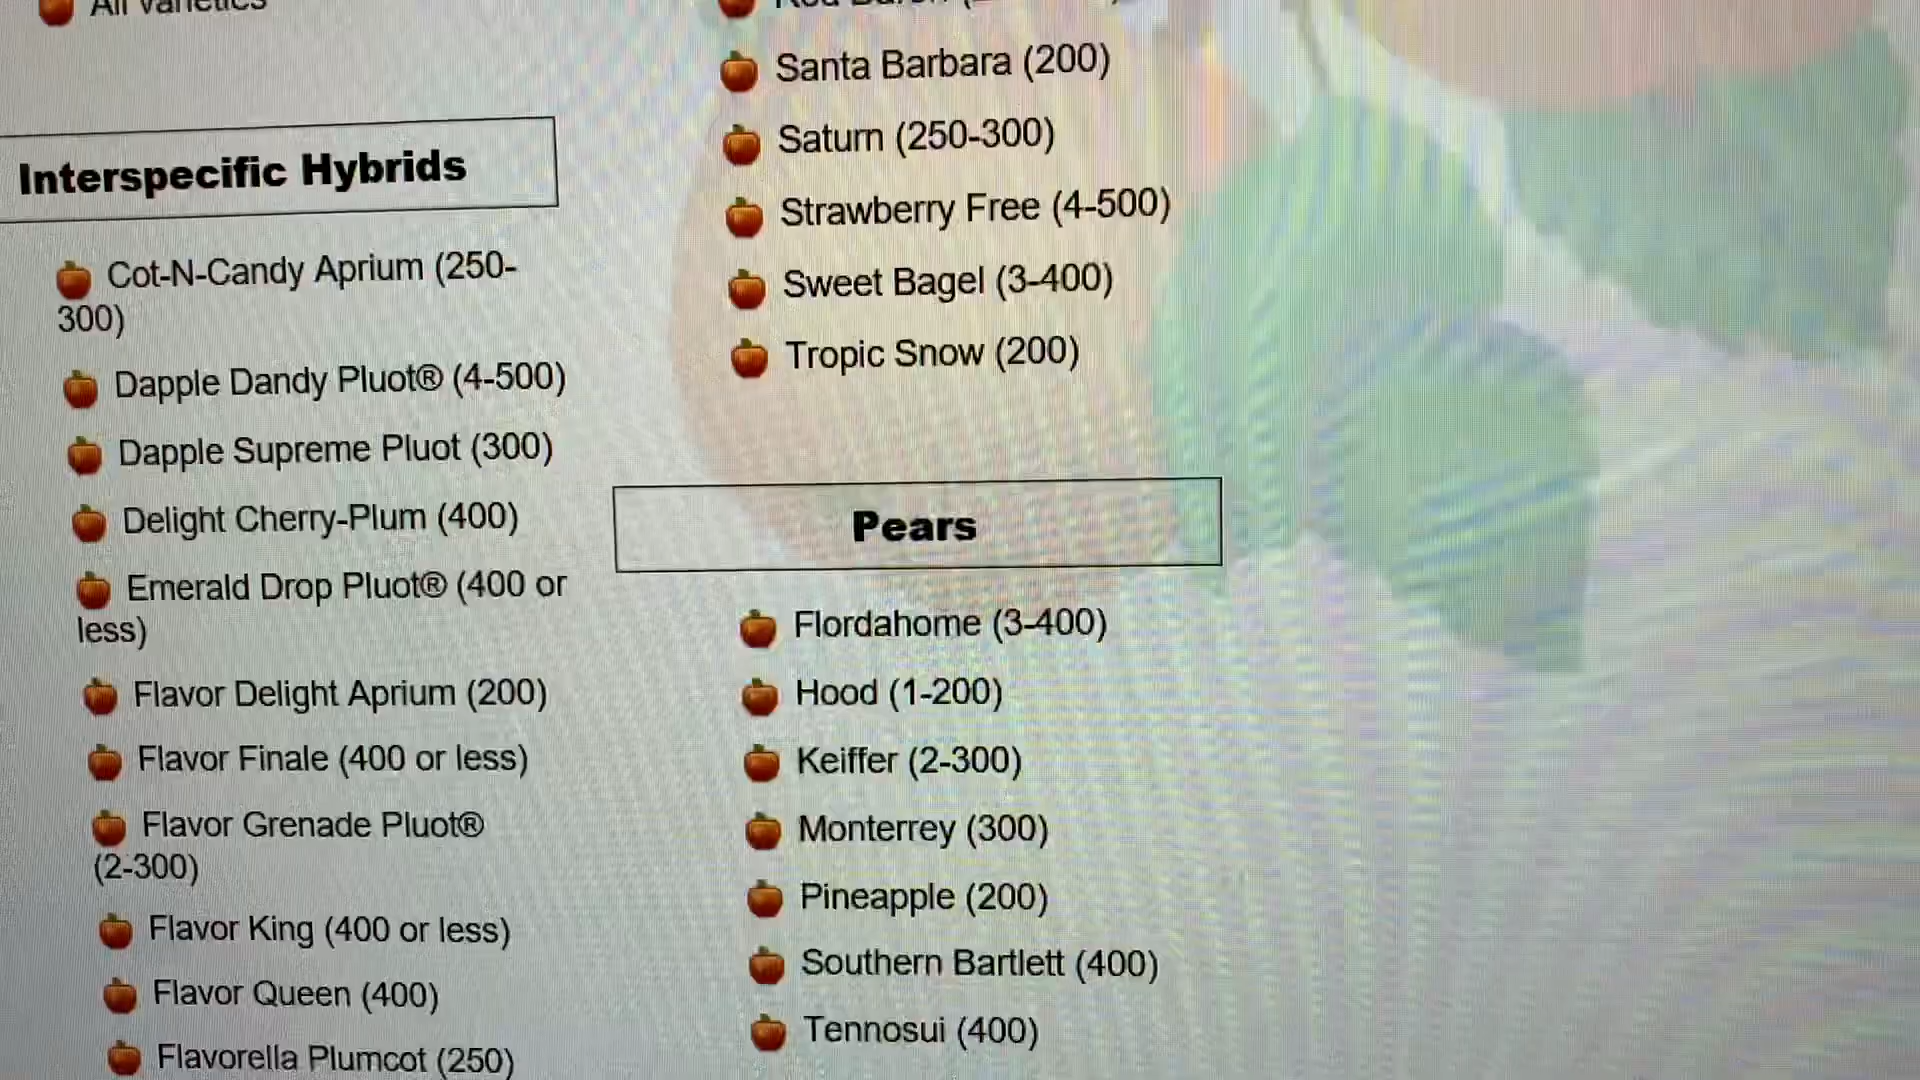 All varieties
Interspecific Hybrids
Cot-N-Candy Aprium (250-
300)
Dapple Dandy Pluot® (4-500)
Dapple Supreme Pluot (300)
Delight Cherry-Plum (400)
Emerald Drop Pluot® (400 or
less)
Flavor Delight Aprium (200)
Flavor Finale (400 or less)
Flavor Grenade Pluot®
(2-300)
Flavor King (400 or less)
Flavor Queen (400)
Flavorella Plumcot (250)
Santa Barbara (200)
Saturn (250-300)
Strawberry Free (4-500)
Sweet Bagel (3-400)
Tropic Snow (200)
Pears
Flordahome (3-400)
Hood (1-200)
Keiffer (2-300)
Monterrey (300)
Pineapple (200)
Southern Bartlett (400)
Tennosui (400)